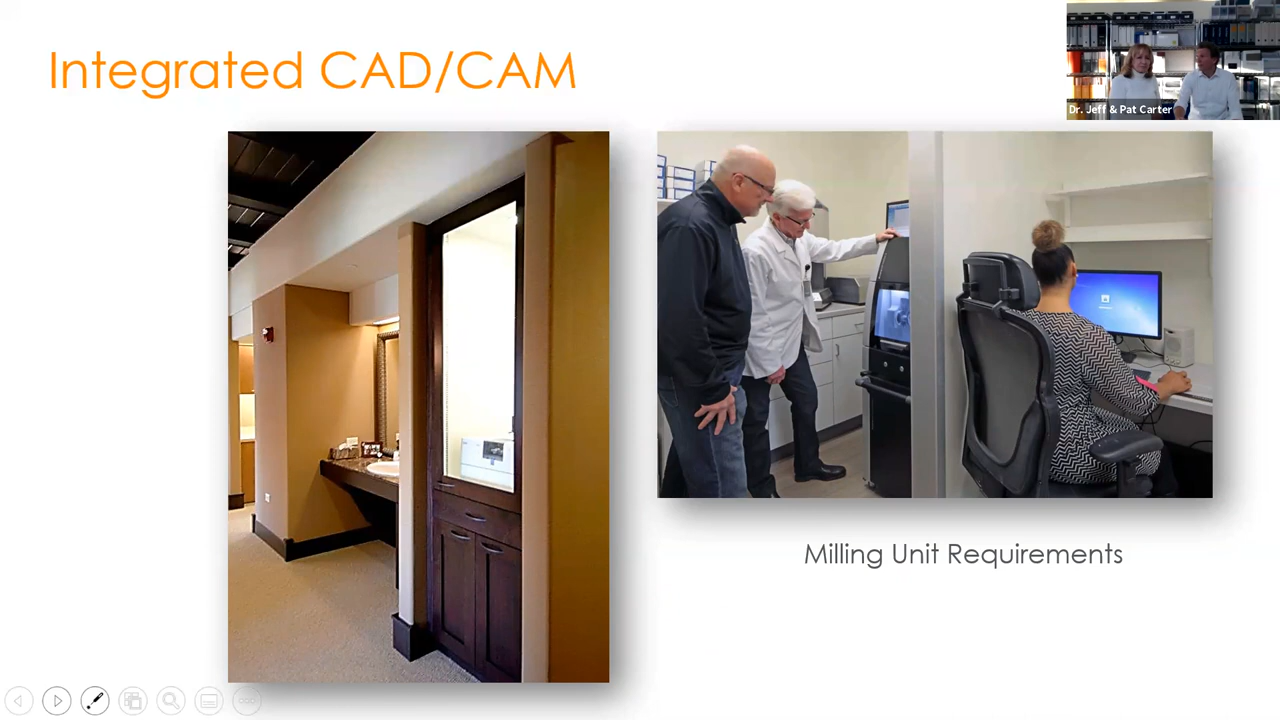 Integrated CAD/CAM
Dr. Jeff & Pat Carter
Milling Unit Requirements